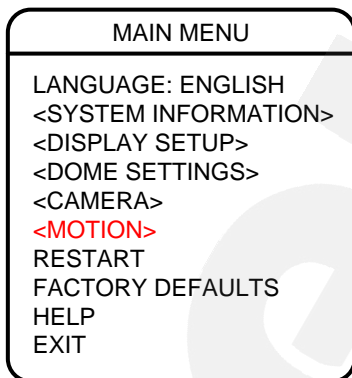 MAIN MENU
LANGUAGE: ENGLISH
<SYSTEM INFORMATION>
<DISPLAY SETUP>
<DOME SETTINGS>
<CAMERA>
<MOTION>
RESTART
FACTORY DEFAULTS
HELP
EXIT